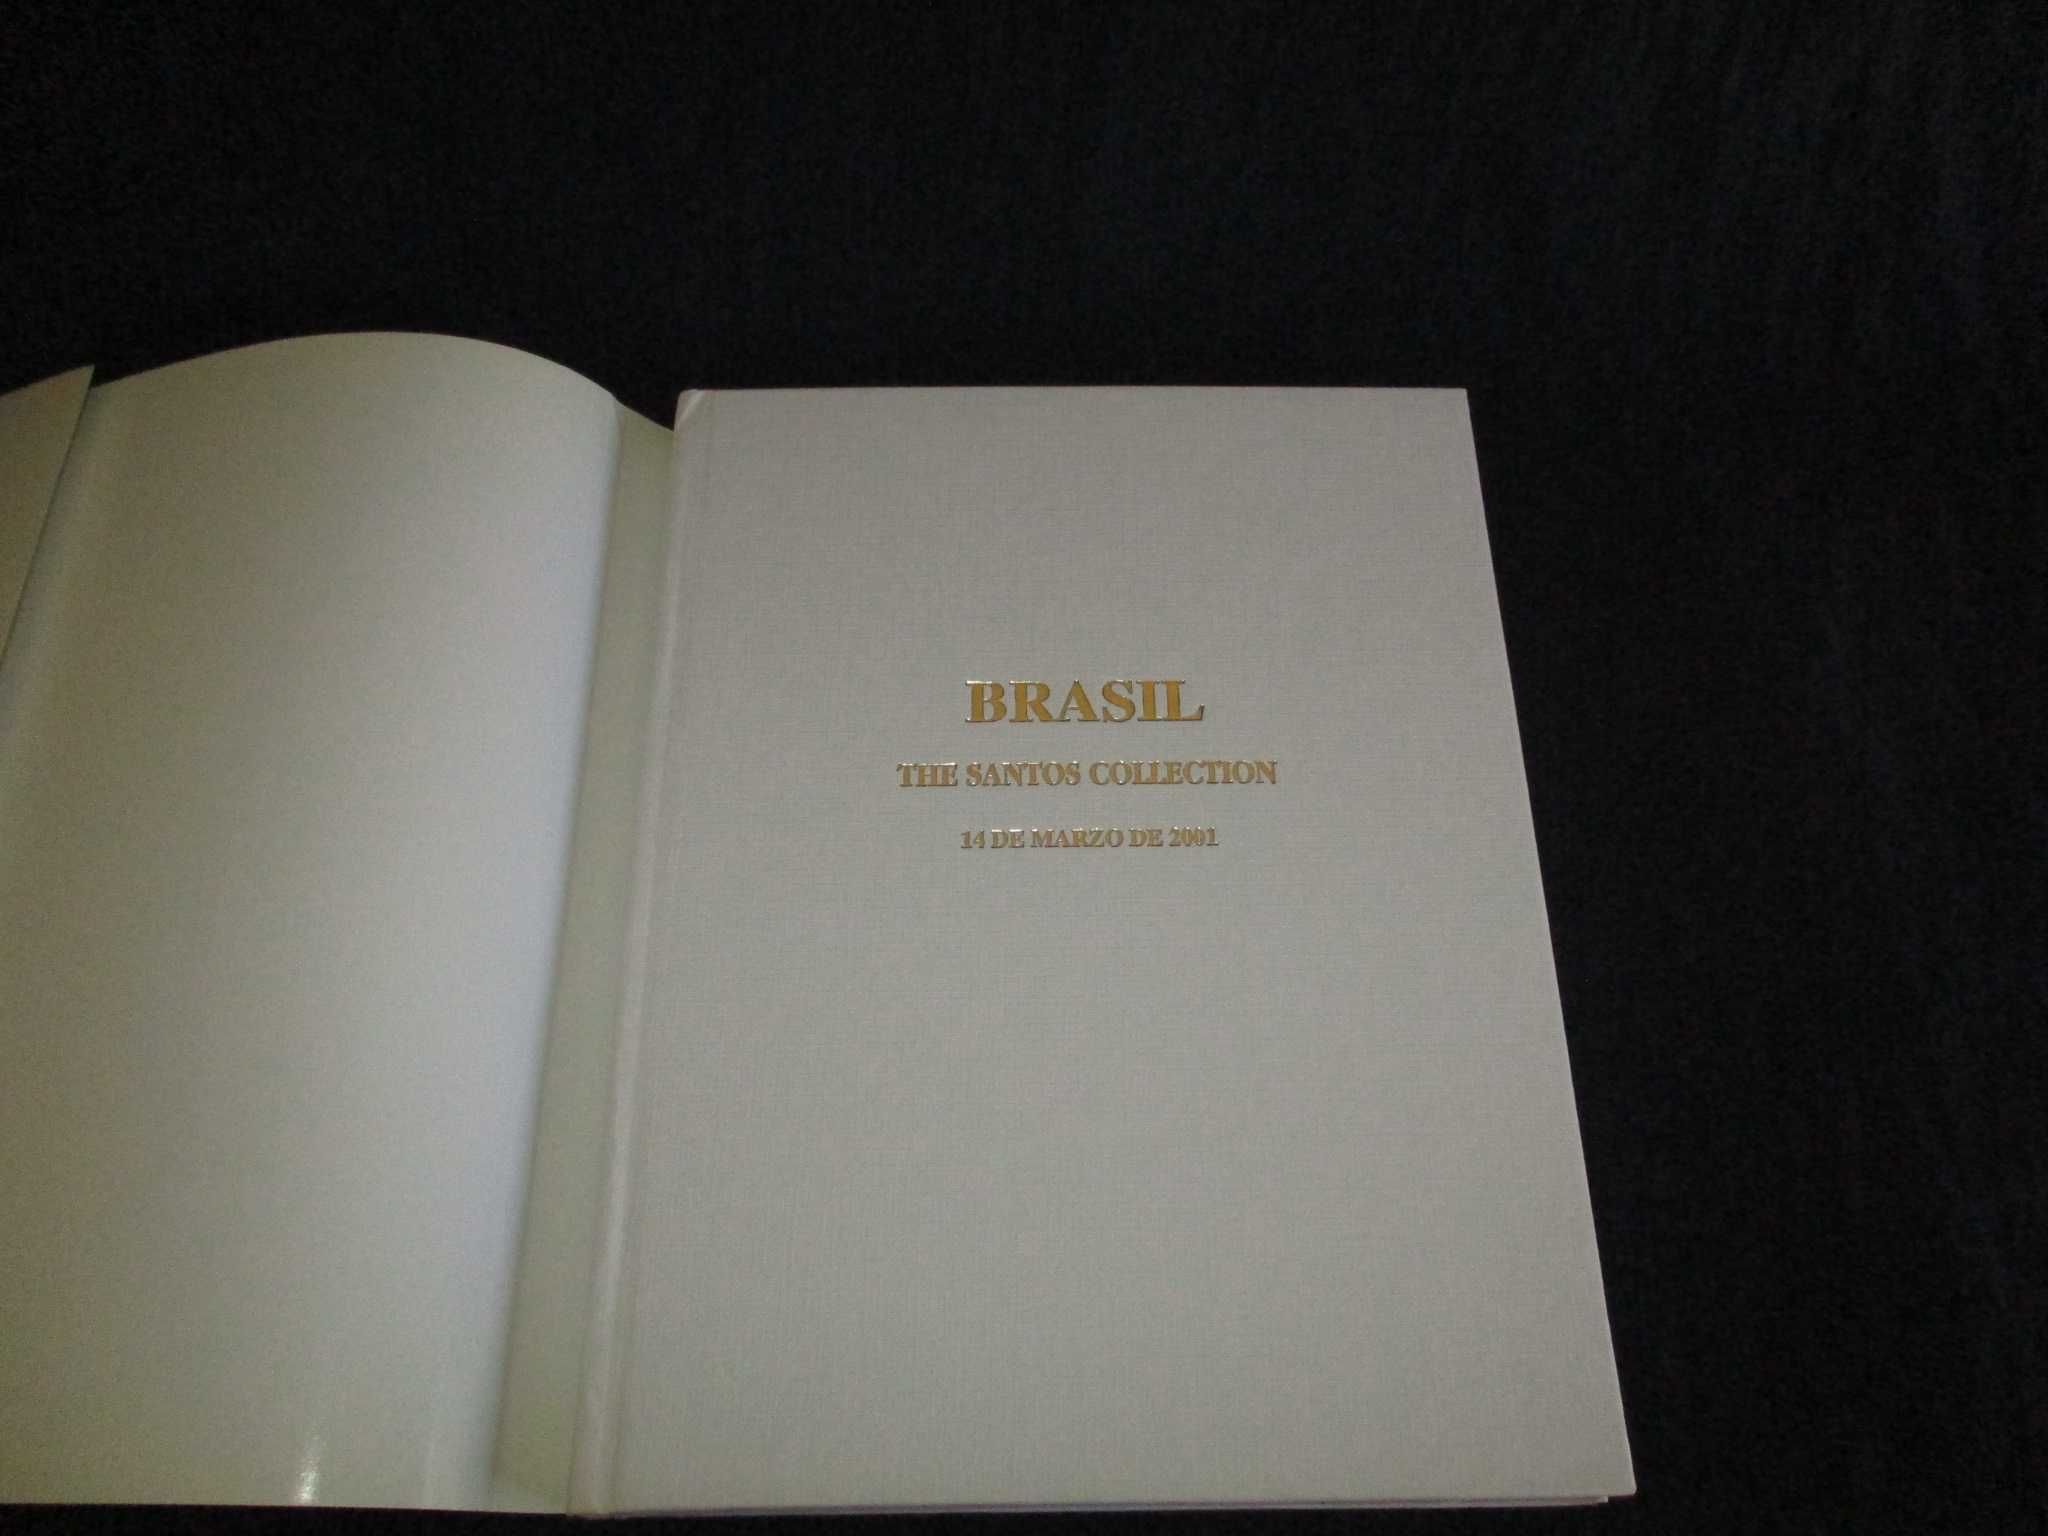 BRASIL
THE SANTOS COLLECTION
14 DE MARZO DE 2001